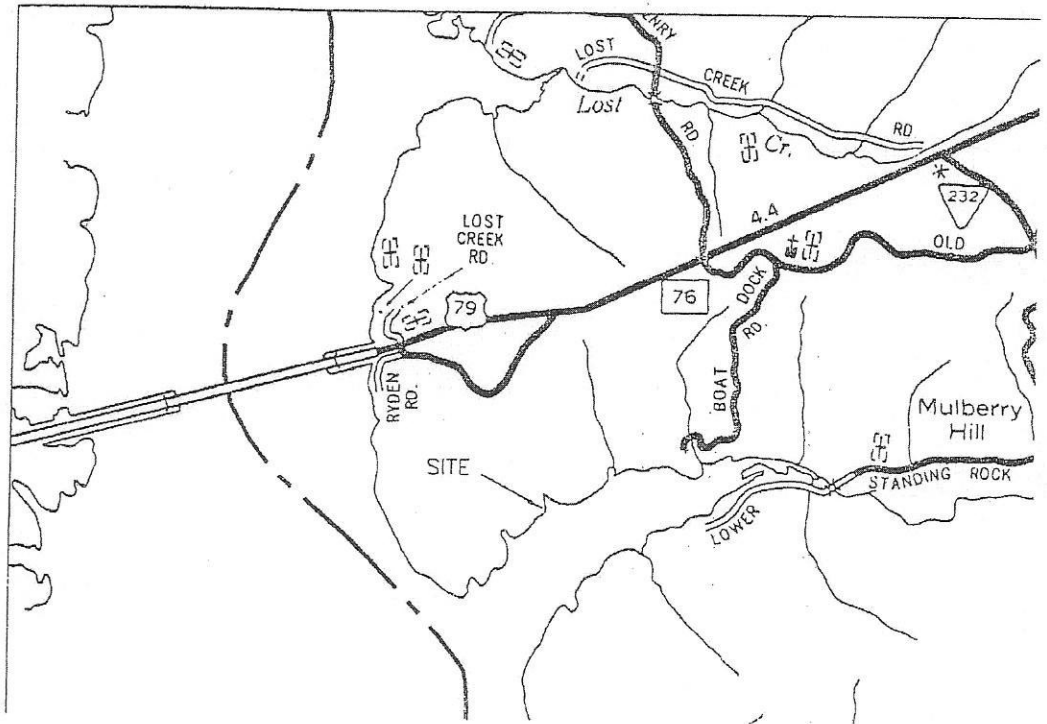 ENRY
RD.
LOST
CREEK
RD.
Lost
Cr.
232
4.4
OLD
LOST
CREEK
RD.
79
76
DOCK
RD.
BOAT
RYDEN
RD.
SITE
Mulberry
Hill
STANDING ROCK
LOWER